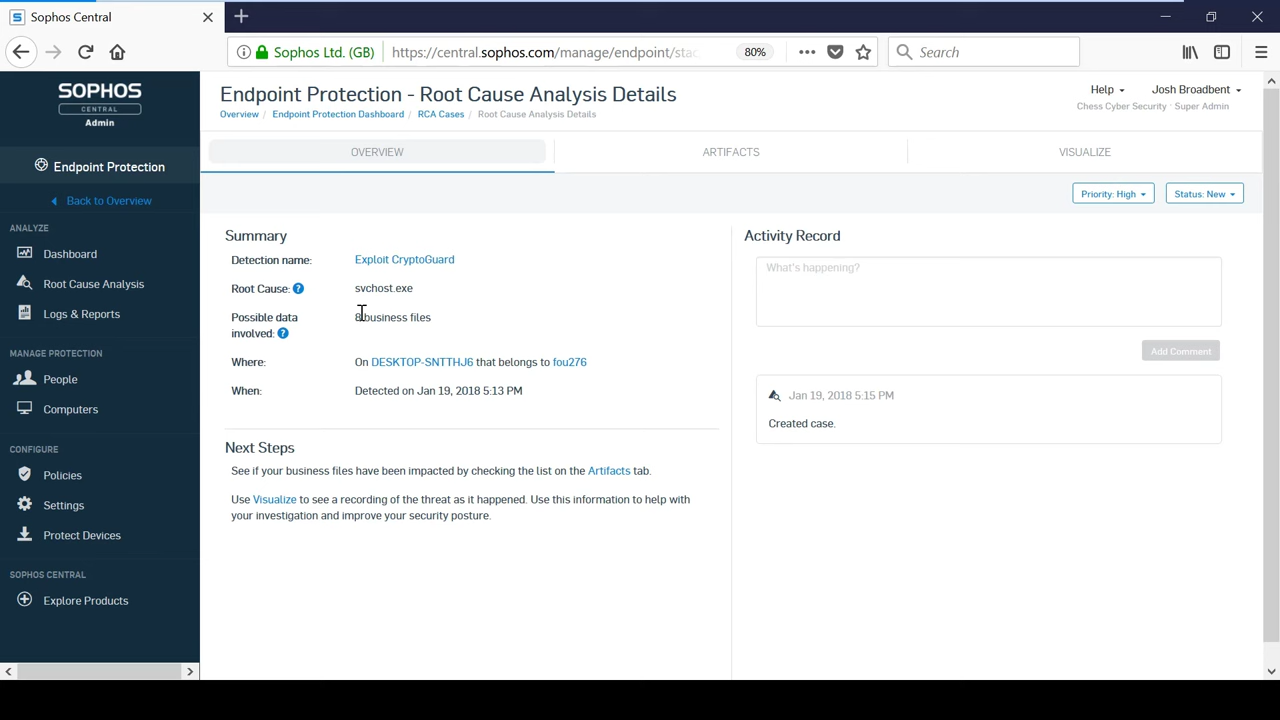 Sophos Central
Sophos Ltd. (GB) https://central.sophos.com/manage/endpoint/stac 80% Search
SOPHOS
CENTRAL
Admin
Endpoint Protection
Back to Overview
ANALYZE
Dashboard
Root Cause Analysis
Logs & Reports
MANAGE PROTECTION
People
Computers
CONFIGURE
Policies
Settings
Protect Devices
SOPHOS CENTRAL
Explore Products
Endpoint Protection - Root Cause Analysis Details
Overview / Endpoint Protection Dashboard / RCA Cases / Root Cause Analysis Details
Help Josh Broadbent
Chess Cyber Security · Super Admin
OVERVIEW ARTIFACTS VISUALIZE
Priority: High Status: New
Summary
Detection name: Exploit CryptoGuard
Root Cause: ? svchost.exe
Possible data involved: ? 8 business files
Where: On DESKTOP-SNTTHJ6 that belongs to fou276
When: Detected on Jan 19, 2018 5:13 PM
Next Steps
See if your business files have been impacted by checking the list on the Artifacts tab.
Use Visualize to see a recording of the threat as it happened. Use this information to help with
your investigation and improve your security posture.
Activity Record
What's happening?
Add Comment
Jan 19, 2018 5:15 PM
Created case.